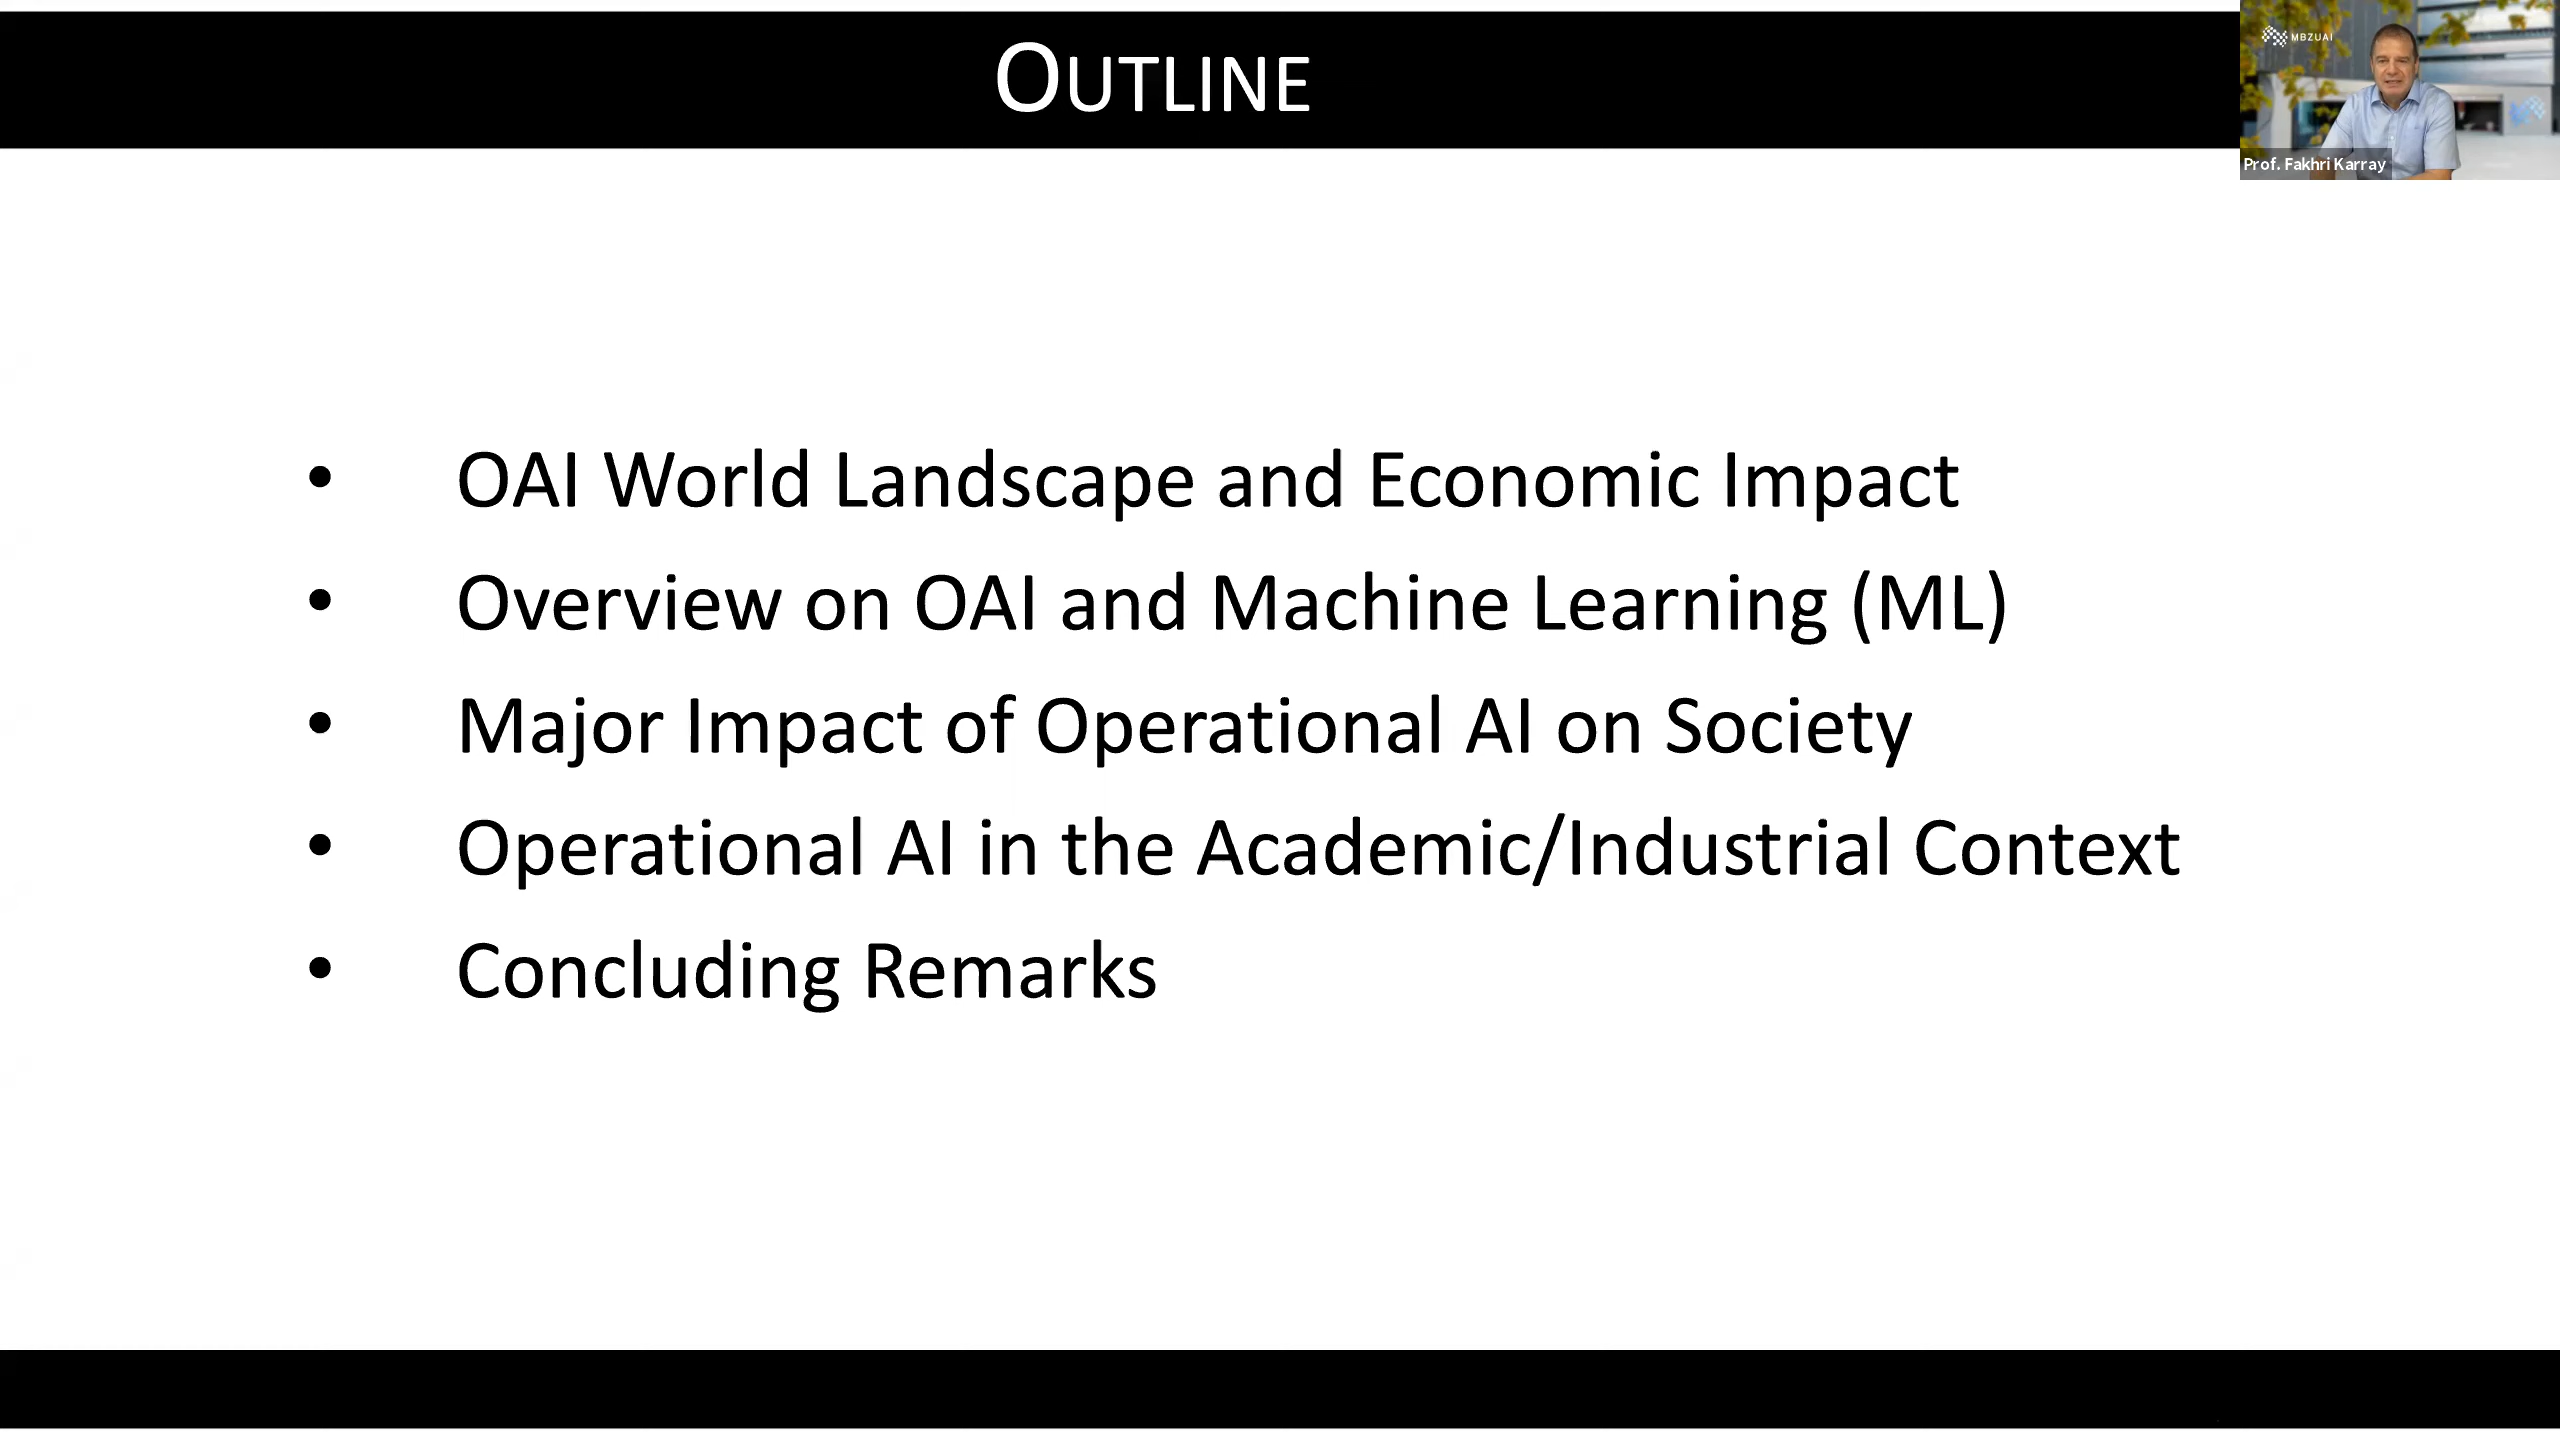 OUTLINE
MBZUAI
Prof. Fakhri Karray
• OAI World Landscape and Economic Impact
• Overview on OAI and Machine Learning (ML)
• Major Impact of Operational AI on Society
• Operational AI in the Academic/Industrial Context
• Concluding Remarks